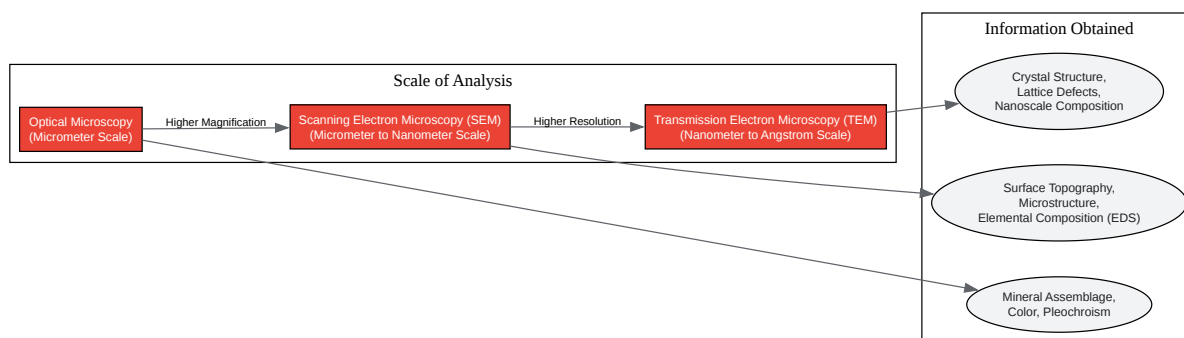 Information Obtained
Scale of Analysis
Optical Microscopy
(Micrometer Scale)
Higher Magnification
Scanning Electron Microscopy (SEM)
(Micrometer to Nanometer Scale)
Higher Resolution
Transmission Electron Microscopy (TEM)
(Nanometer to Angstrom Scale)
Crystal Structure,
Lattice Defects,
Nanoscale Composition
Surface Topography,
Microstructure,
Elemental Composition (EDS)
Mineral Assemblage,
Color, Pleochroism